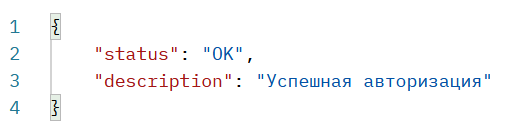 1 {
2 "status": "OK",
3 "description": "Успешная авторизация"
4 }